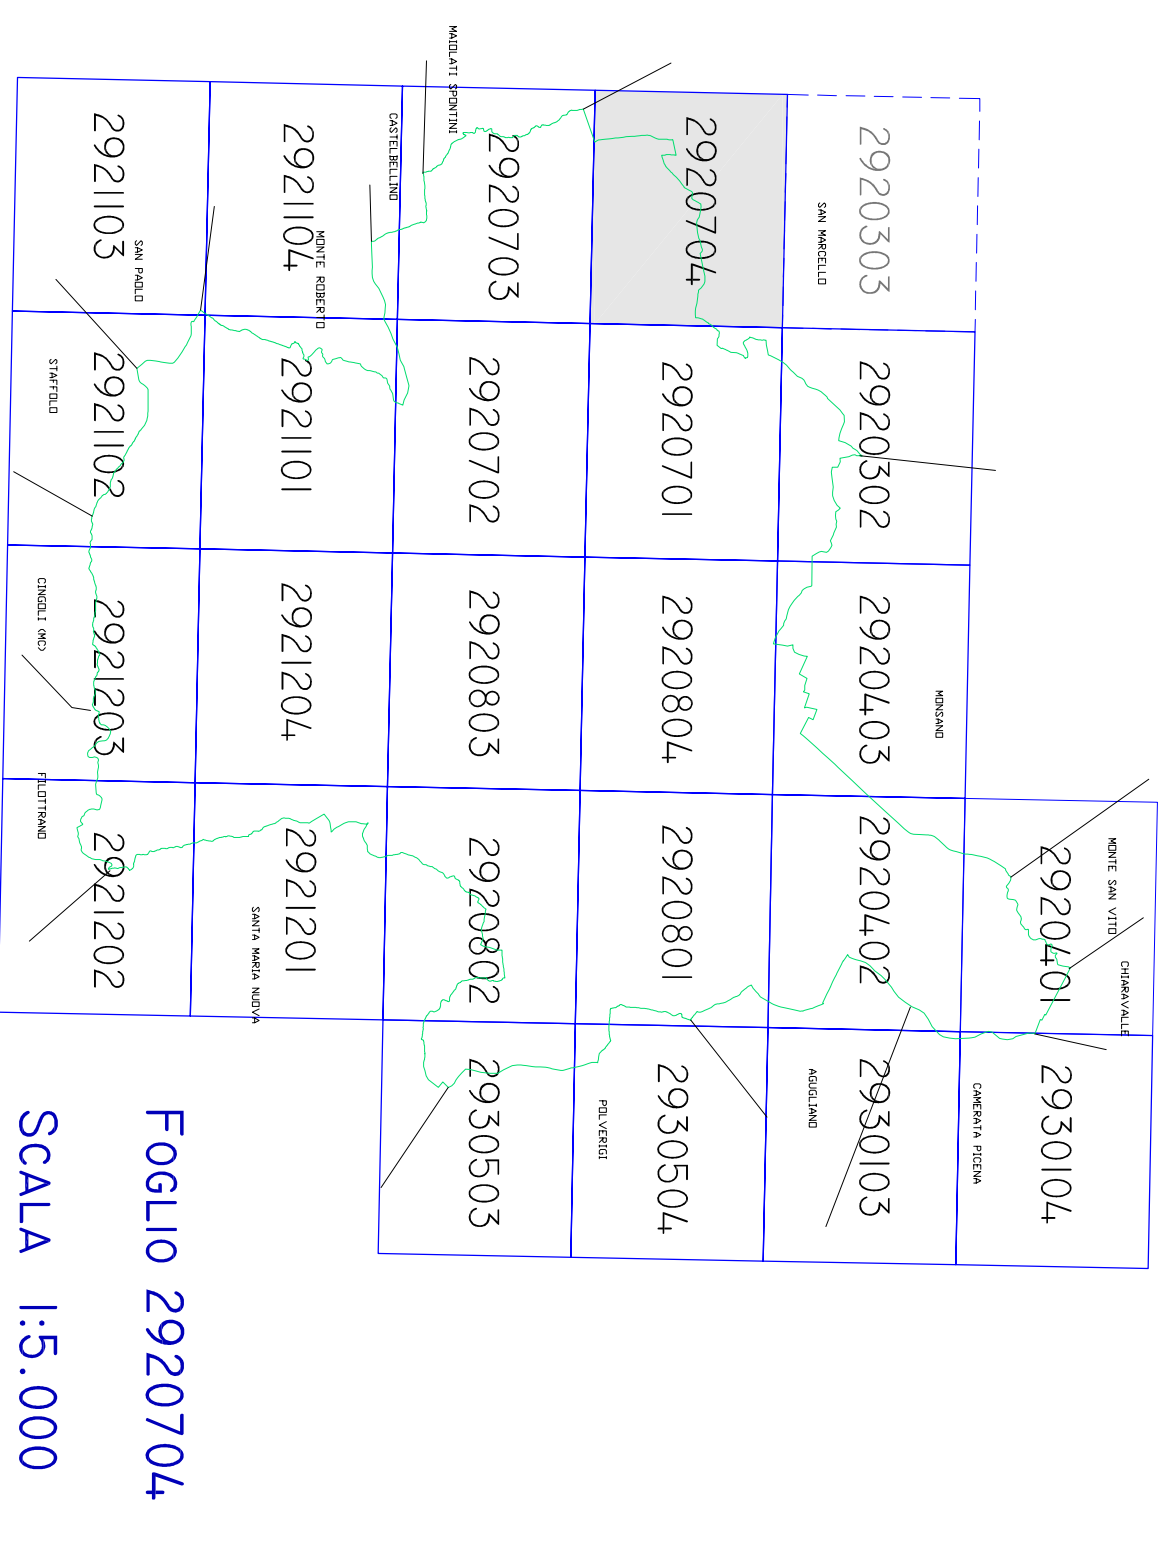 MONTE SAN VITO
CHIARAVALLE
2920401
2930104
CAMERATA PICENA
MONSANO
2920303
2920302
2920403
2920402
2930103
SAN MARCELLO
AGUGLIANO
2920704
2920701
2920804
2920801
2930504
POLVERIGI
2920703
2920702
2920803
2920802
2930503
MAIOLATI SPONTINI
CASTELBELLINO
MONTE ROBERTO
2921104
2921101
2921204
2921201
SANTA MARIA NUOVA
SAN PAOLO
2921103
2921102
2921203
2921202
STAFFOLO
CINGOLI (MC)
FILOTTRANO
FOGLIO 2920704
SCALA 1:5.000